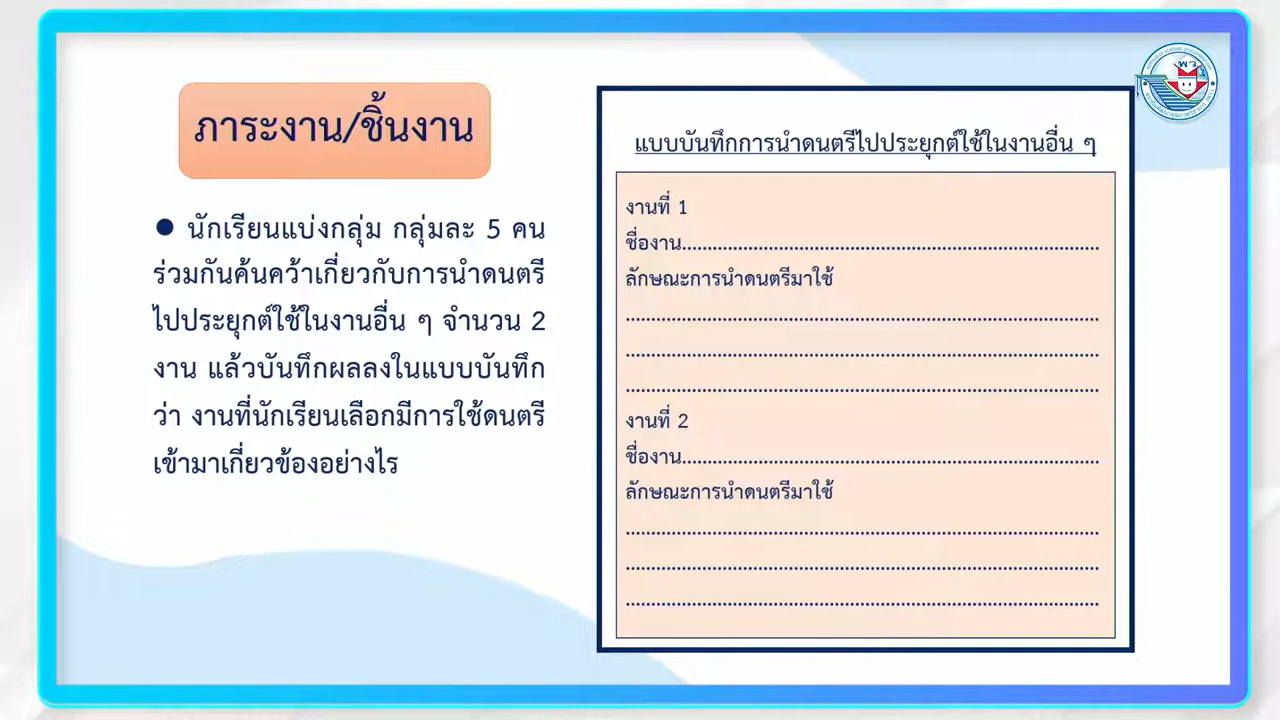 ภาระงาน/ชิ้นงาน
● นักเรียนแบ่งกลุ่ม กลุ่มละ 5 คน
ร่วมกันค้นคว้าเกี่ยวกับการนำดนตรี
ไปประยุกต์ใช้ในงานอื่น ๆ จำนวน 2
งาน แล้วบันทึกผลลงในแบบบันทึก
ว่า งานที่นักเรียนเลือกมีการใช้ดนตรี
เข้ามาเกี่ยวข้องอย่างไร
พว
แบบบันทึกการนำดนตรีไปประยุกต์ใช้ในงานอื่น ๆ
งานที่ 1
ชื่องาน....................................................................................
ลักษณะการนำดนตรีมาใช้
...............................................................................................
...............................................................................................
...............................................................................................
งานที่ 2
ชื่องาน....................................................................................
ลักษณะการนำดนตรีมาใช้
...............................................................................................
...............................................................................................
...............................................................................................